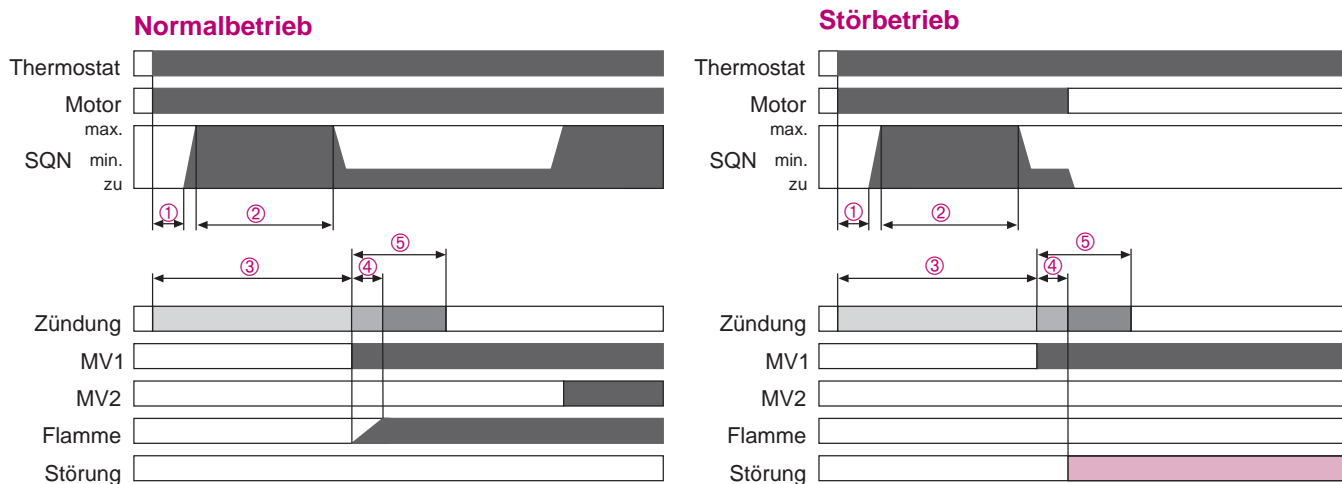 Normalbetrieb
Thermostat
Motor
max.
SQN min.
zu
① ②
⑤
③ ④
Zündung
MV1
MV2
Flamme
Störung
Störbetrieb
Thermostat
Motor
max.
SQN min.
zu
① ②
⑤
③ ④
Zündung
MV1
MV2
Flamme
Störung